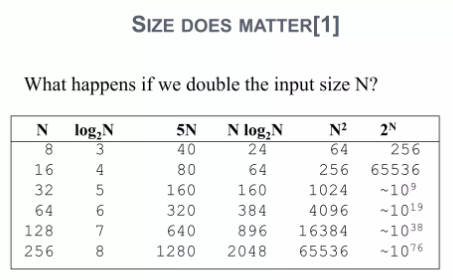 SIZE DOES MATTER[1]
What happens if we double the input size N?
N log₂N 5N N log₂N N² 2ᴺ
8 3 40 24 64 256
16 4 80 64 256 65536
32 5 160 160 1024 ~10⁹
64 6 320 384 4096 ~10¹⁹
128 7 640 896 16384 ~10³⁸
256 8 1280 2048 65536 ~10⁷⁶